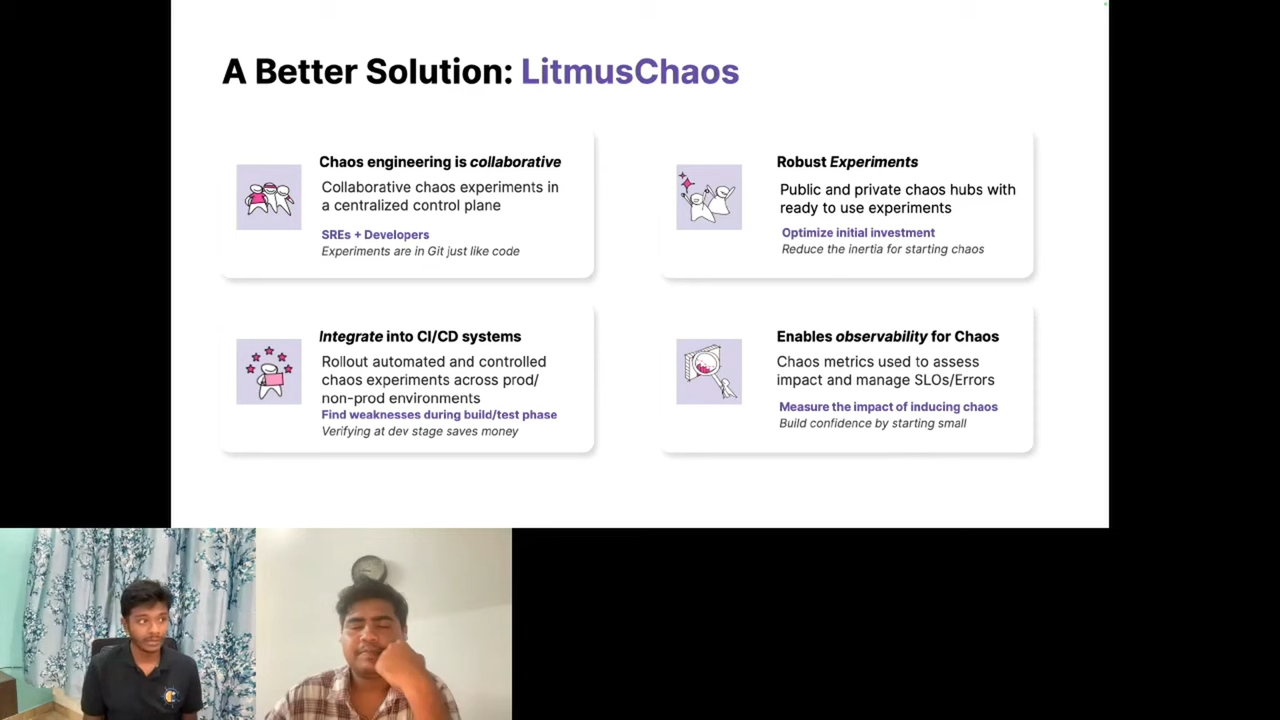 A Better Solution: LitmusChaos
Chaos engineering is collaborative
Collaborative chaos experiments in
a centralized control plane
SREs + Developers
Experiments are in Git just like code
Robust Experiments
Public and private chaos hubs with
ready to use experiments
Optimize initial investment
Reduce the inertia for starting chaos
Integrate into CI/CD systems
Rollout automated and controlled
chaos experiments across prod/
non-prod environments
Find weaknesses during build/test phase
Verifying at dev stage saves money
Enables observability for Chaos
Chaos metrics used to assess
impact and manage SLOs/Errors
Measure the impact of inducing chaos
Build confidence by starting small